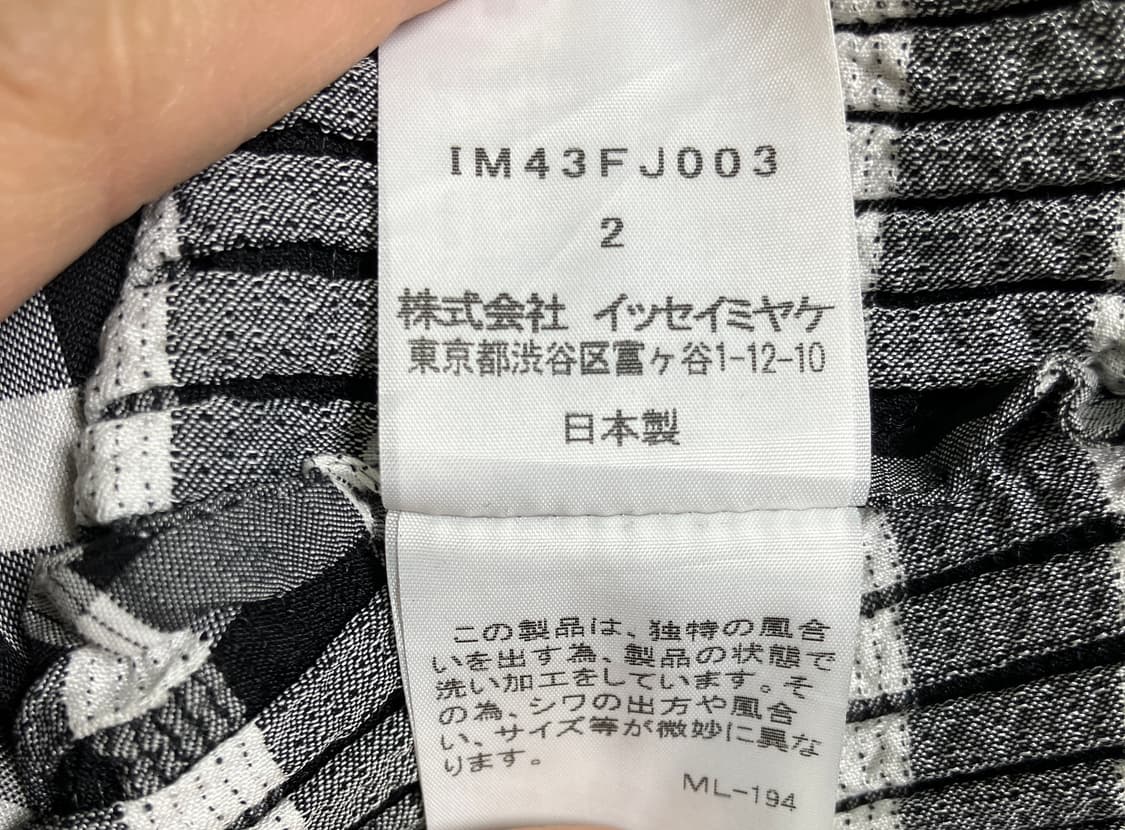 IM43FJ003
2
株式会社 イッセイミヤケ
東京都渋谷区富ヶ谷1-12-10
日本製
この製品は、独特の風合
いを出す為、製品の状態で
洗い加工をしています。そ
の為、シワの出方や風合
い、サイズ等が微妙に異な
ります。
ML-194